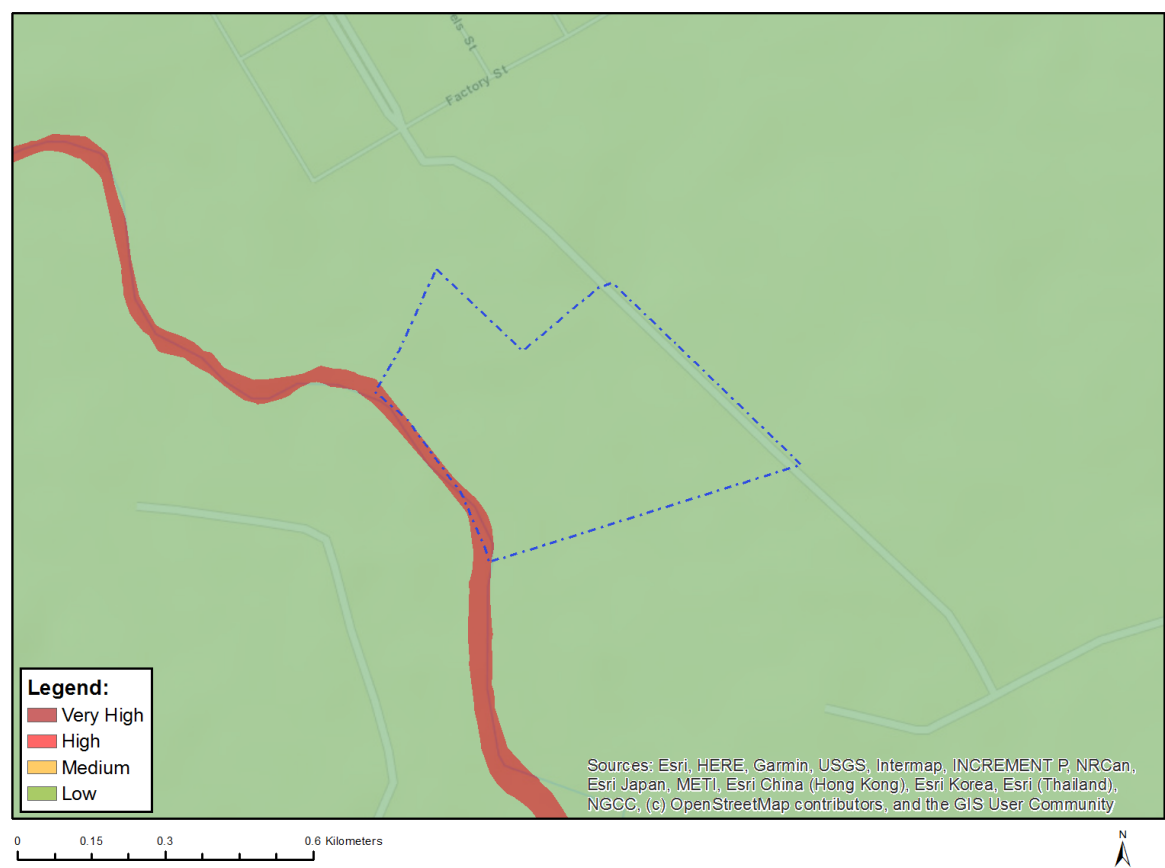 els St
Factory St
Legend:
Very High
High
Medium
Low
Sources: Esri, HERE, Garmin, USGS, Intermap, INCREMENT P, NRCan,
Esri Japan, METI, Esri China (Hong Kong), Esri Korea, Esri (Thailand),
NGCC, (c) OpenStreetMap contributors, and the GIS User Community
0 0.15 0.3 0.6 Kilometers
N